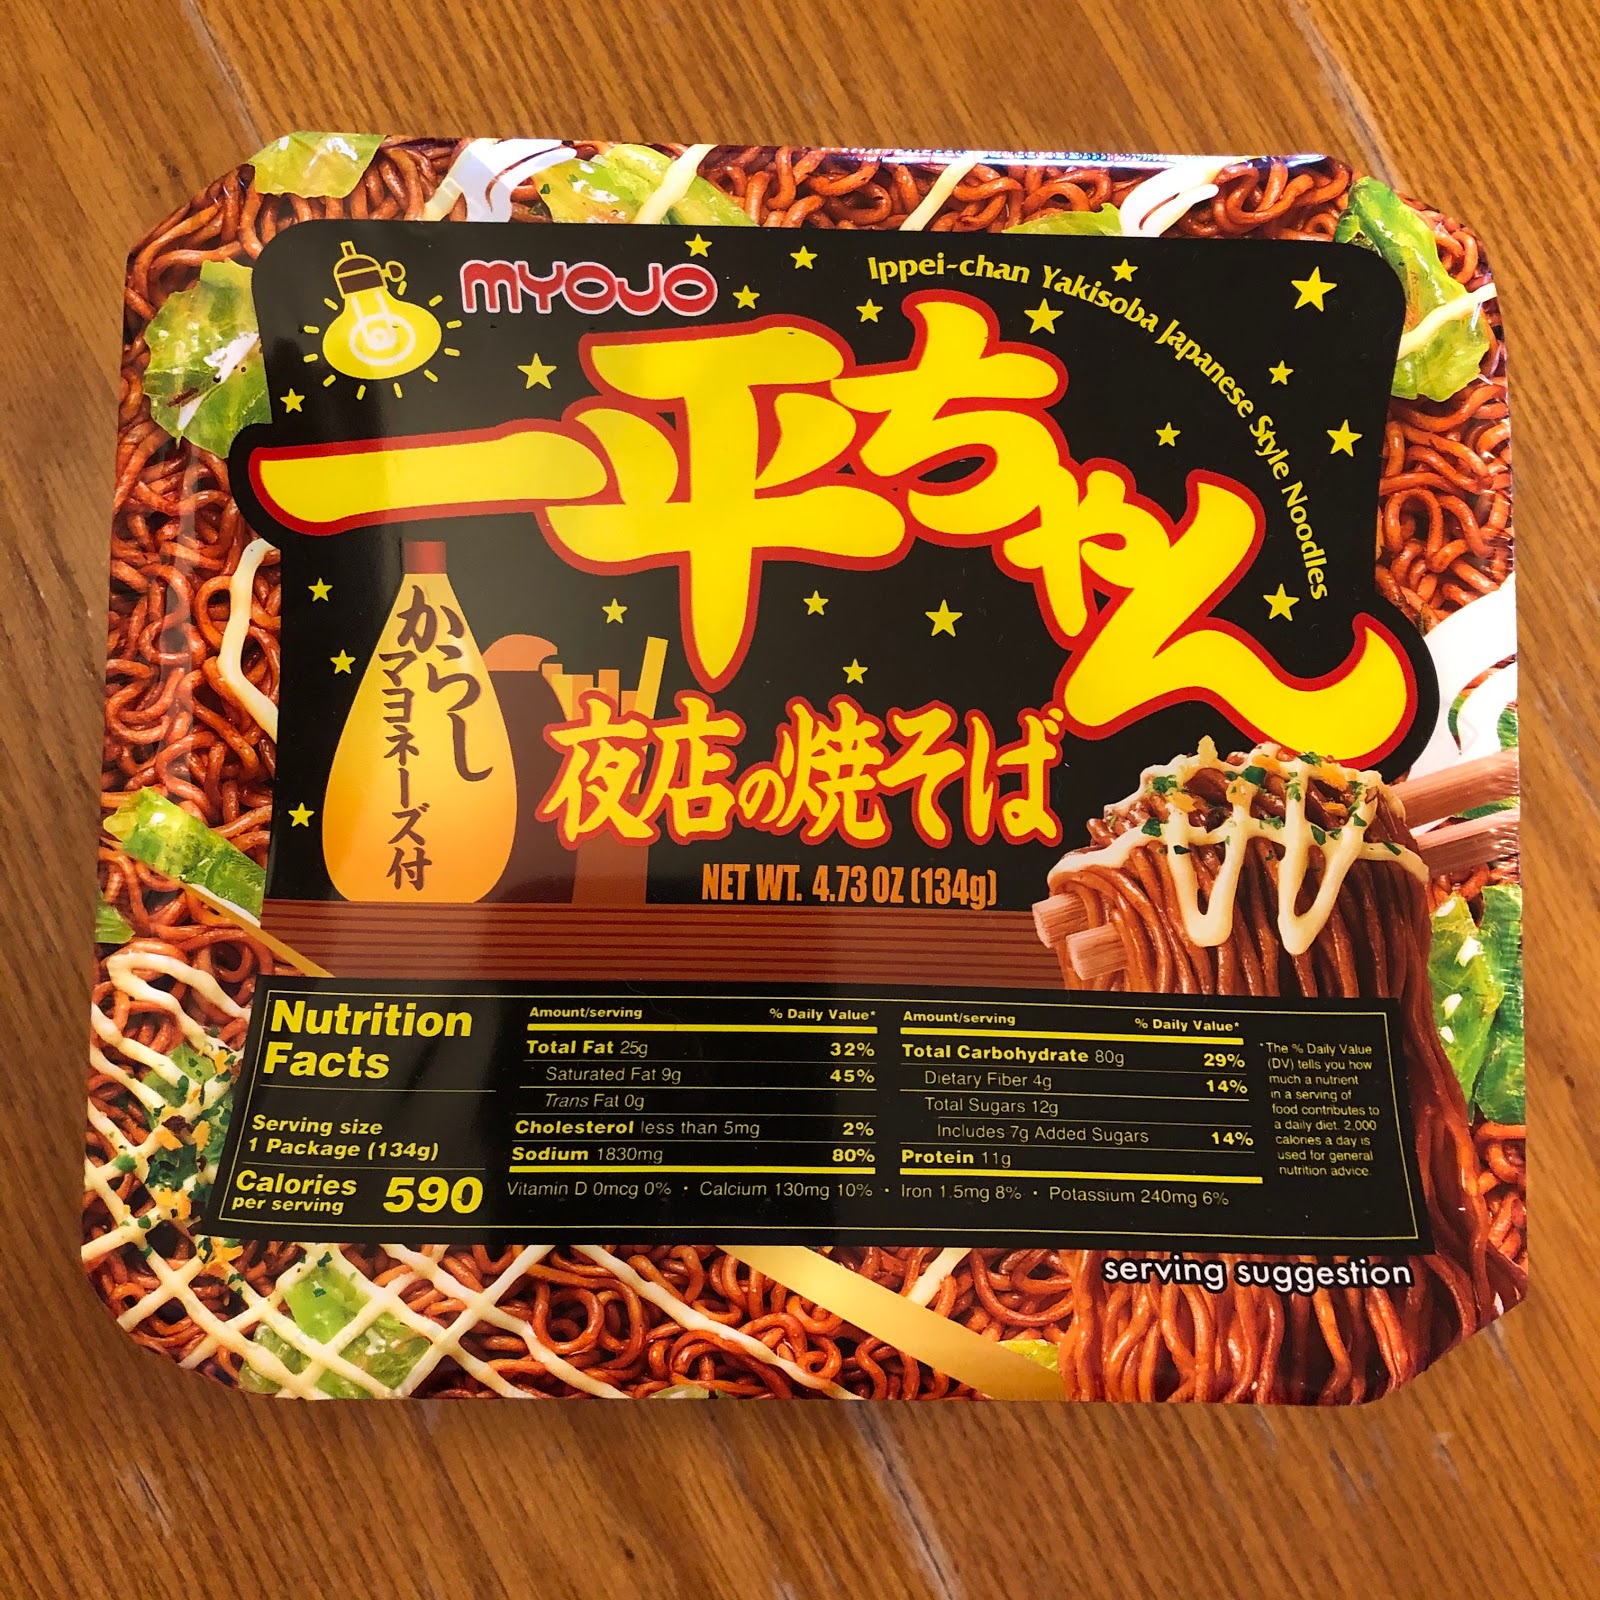 MYOJO
Ippei-chan Yakisoba Japanese Style Noodles
一平ちゃん
からし
マヨネーズ付
夜店の焼そば
NET WT. 4.73 OZ (134g)
Nutrition
Facts
Serving size
1 Package (134g)
Calories
per serving 590
Amount/serving % Daily Value*
Total Fat 25g 32%
Saturated Fat 9g 45%
Trans Fat 0g
Cholesterol less than 5mg 2%
Sodium 1830mg 80%
Amount/serving % Daily Value*
Total Carbohydrate 80g 29%
Dietary Fiber 4g 14%
Total Sugars 12g
Includes 7g Added Sugars 14%
Protein 11g
Vitamin D 0mcg 0% · Calcium 130mg 10% · Iron 1.5mg 8% · Potassium 240mg 6%
*The % Daily Value
(DV) tells you how
much a nutrient
in a serving of
food contributes to
a daily diet. 2,000
calories a day is
used for general
nutrition advice.
serving suggestion